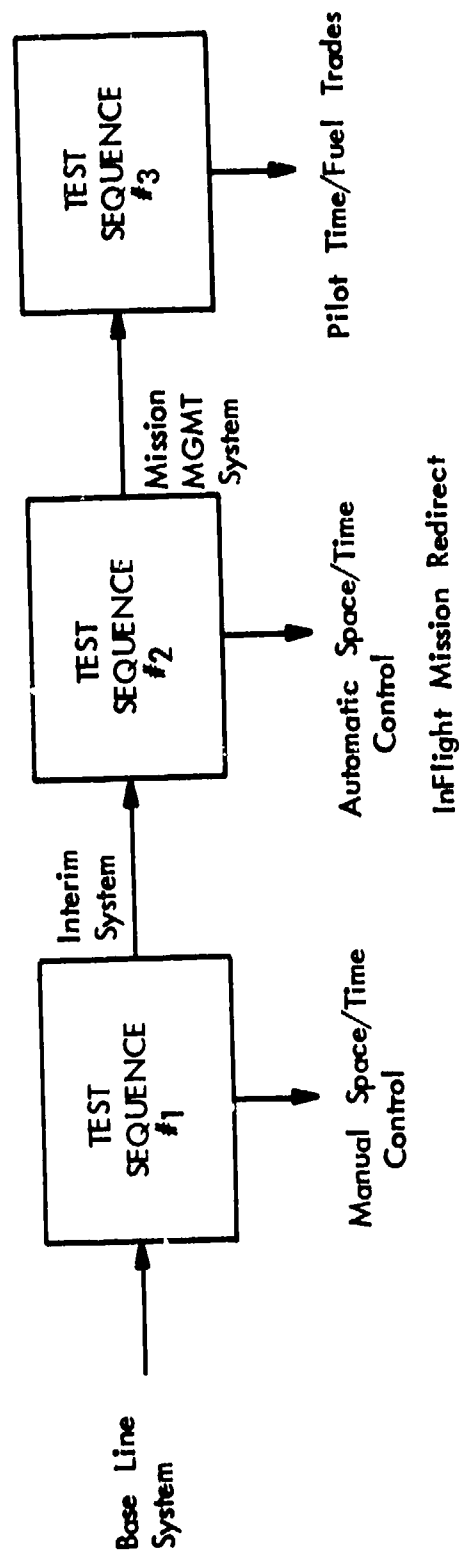 Base Line
System
TEST
SEQUENCE
#1
Manual Space/Time
Control
Interim
System
TEST
SEQUENCE
#2
Automatic Space/Time
Control
InFlight Mission Redirect
Mission
MGMT
System
TEST
SEQUENCE
#3
Pilot Time/Fuel Trades